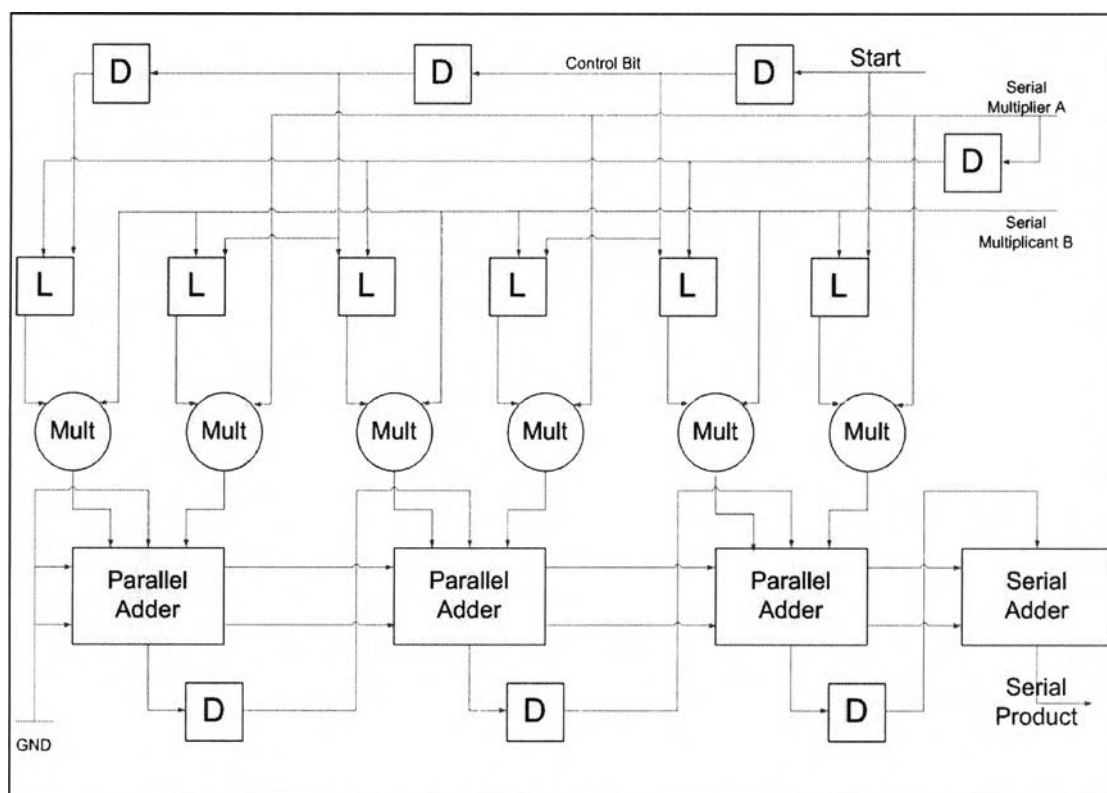 Start
D
D
D
Control Bit
Serial
Multiplier A
D
Serial
Multiplicant B
L
L
L
L
L
L
Mult
Mult
Mult
Mult
Mult
Mult
Parallel
Adder
Parallel
Adder
Parallel
Adder
Serial
Adder
D
D
D
Serial
Product
GND